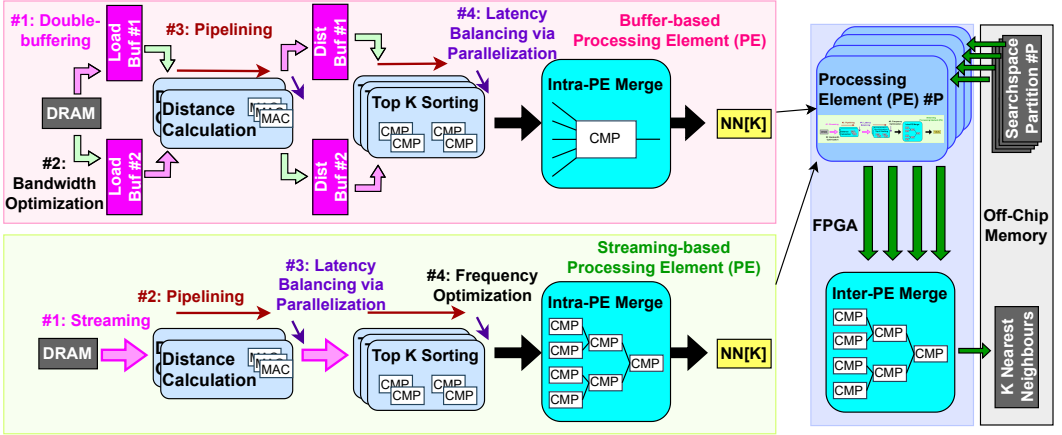 #1: Double-
buffering
Load
Buf #1
#3: Pipelining
Dist
Buf #1
#4: Latency
Balancing via
Parallelization
Buffer-based
Processing Element (PE)
DRAM
Distance
Calculation
MAC
Top K Sorting
CMP
CMP
CMP
CMP
Intra-PE Merge
CMP
NN[K]
#2:
Bandwidth
Optimization
Load
Buf #2
Dist
Buf #2
#1: Streaming
DRAM
#2: Pipelining
Distance
Calculation
MAC
#3: Latency
Balancing via
Parallelization
Top K Sorting
CMP
CMP
CMP
CMP
#4: Frequency
Optimization
Streaming-based
Processing Element (PE)
Intra-PE Merge
CMP
CMP
CMP
CMP
CMP
CMP
CMP
NN[K]
Processing
Element (PE) #P
FPGA
Inter-PE Merge
CMP
CMP
CMP
CMP
CMP
CMP
CMP
Searchspace
Partition #P
Off-Chip
Memory
K Nearest
Neighbours